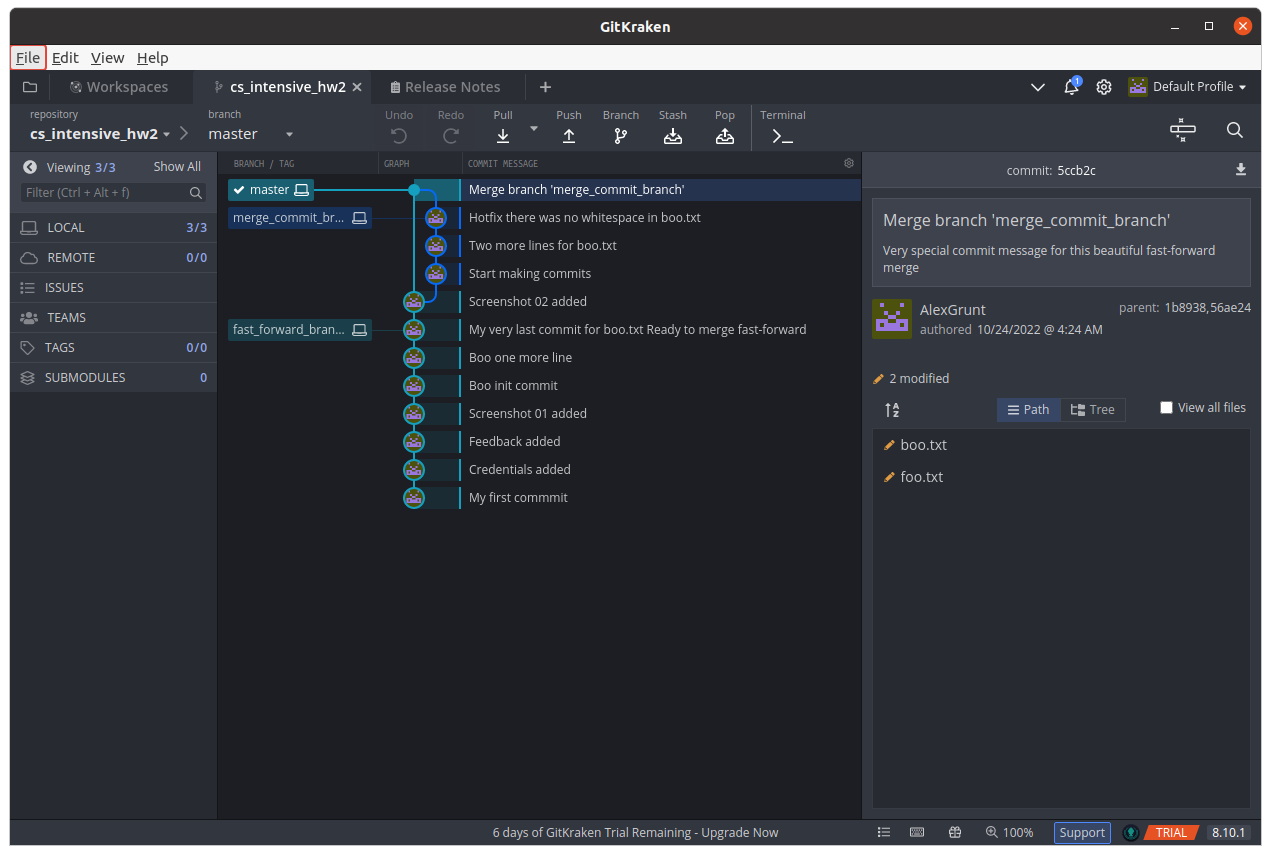 GitKraken
File Edit View Help
Workspaces cs_intensive_hw2 Release Notes Default Profile
1
repository branch Undo Redo Pull Push Branch Stash Pop Terminal
cs_intensive_hw2 master
Viewing 3/3 Show All
Filter (Ctrl + Alt + f)
LOCAL 3/3
REMOTE 0/0
ISSUES
TEAMS
TAGS 0/0
SUBMODULES 0
BRANCH / TAG GRAPH COMMIT MESSAGE
master Merge branch 'merge_commit_branch'
merge_commit_br... Hotfix there was no whitespace in boo.txt
Two more lines for boo.txt
Start making commits
Screenshot 02 added
fast_forward_bran... My very last commit for boo.txt Ready to merge fast-forward
Boo one more line
Boo init commit
Screenshot 01 added
Feedback added
Credentials added
My first commmit
commit: 5ccb2c
Merge branch 'merge_commit_branch'
Very special commit message for this beautiful fast-forward
merge
AlexGrunt parent: 1b8938,56ae24
authored 10/24/2022 @ 4:24 AM
2 modified
Path Tree View all files
boo.txt
foo.txt
6 days of GitKraken Trial Remaining - Upgrade Now 100% Support TRIAL 8.10.1